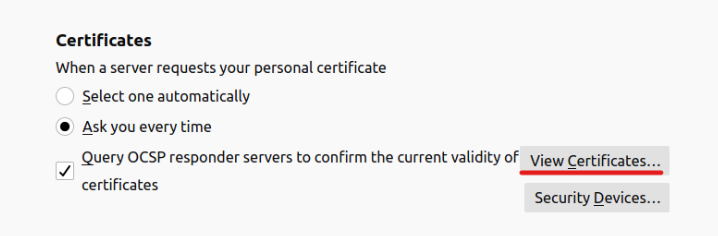 Certificates
When a server requests your personal certificate
Select one automatically
Ask you every time
Query OCSP responder servers to confirm the current validity of
certificates
View Certificates...
Security Devices...